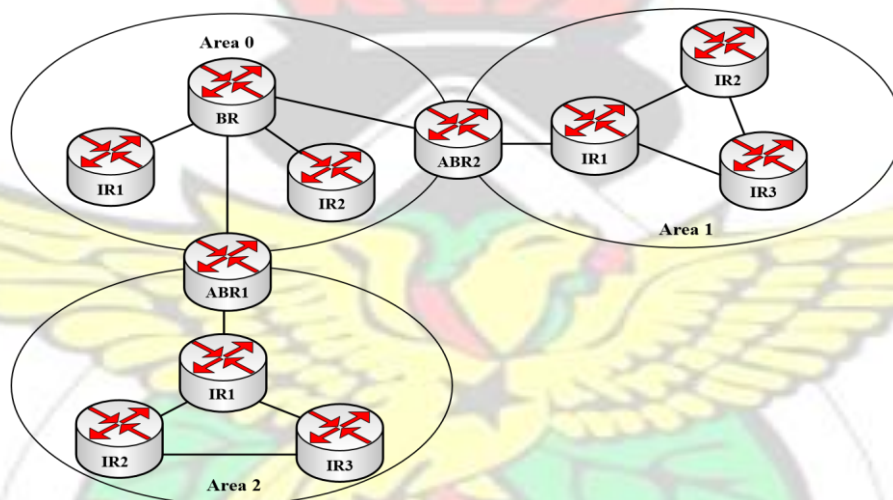 Area 0
BR
IR1
IR2
ABR2
IR2
IR1
IR3
Area 1
ABR1
IR1
IR2
IR3
Area 2